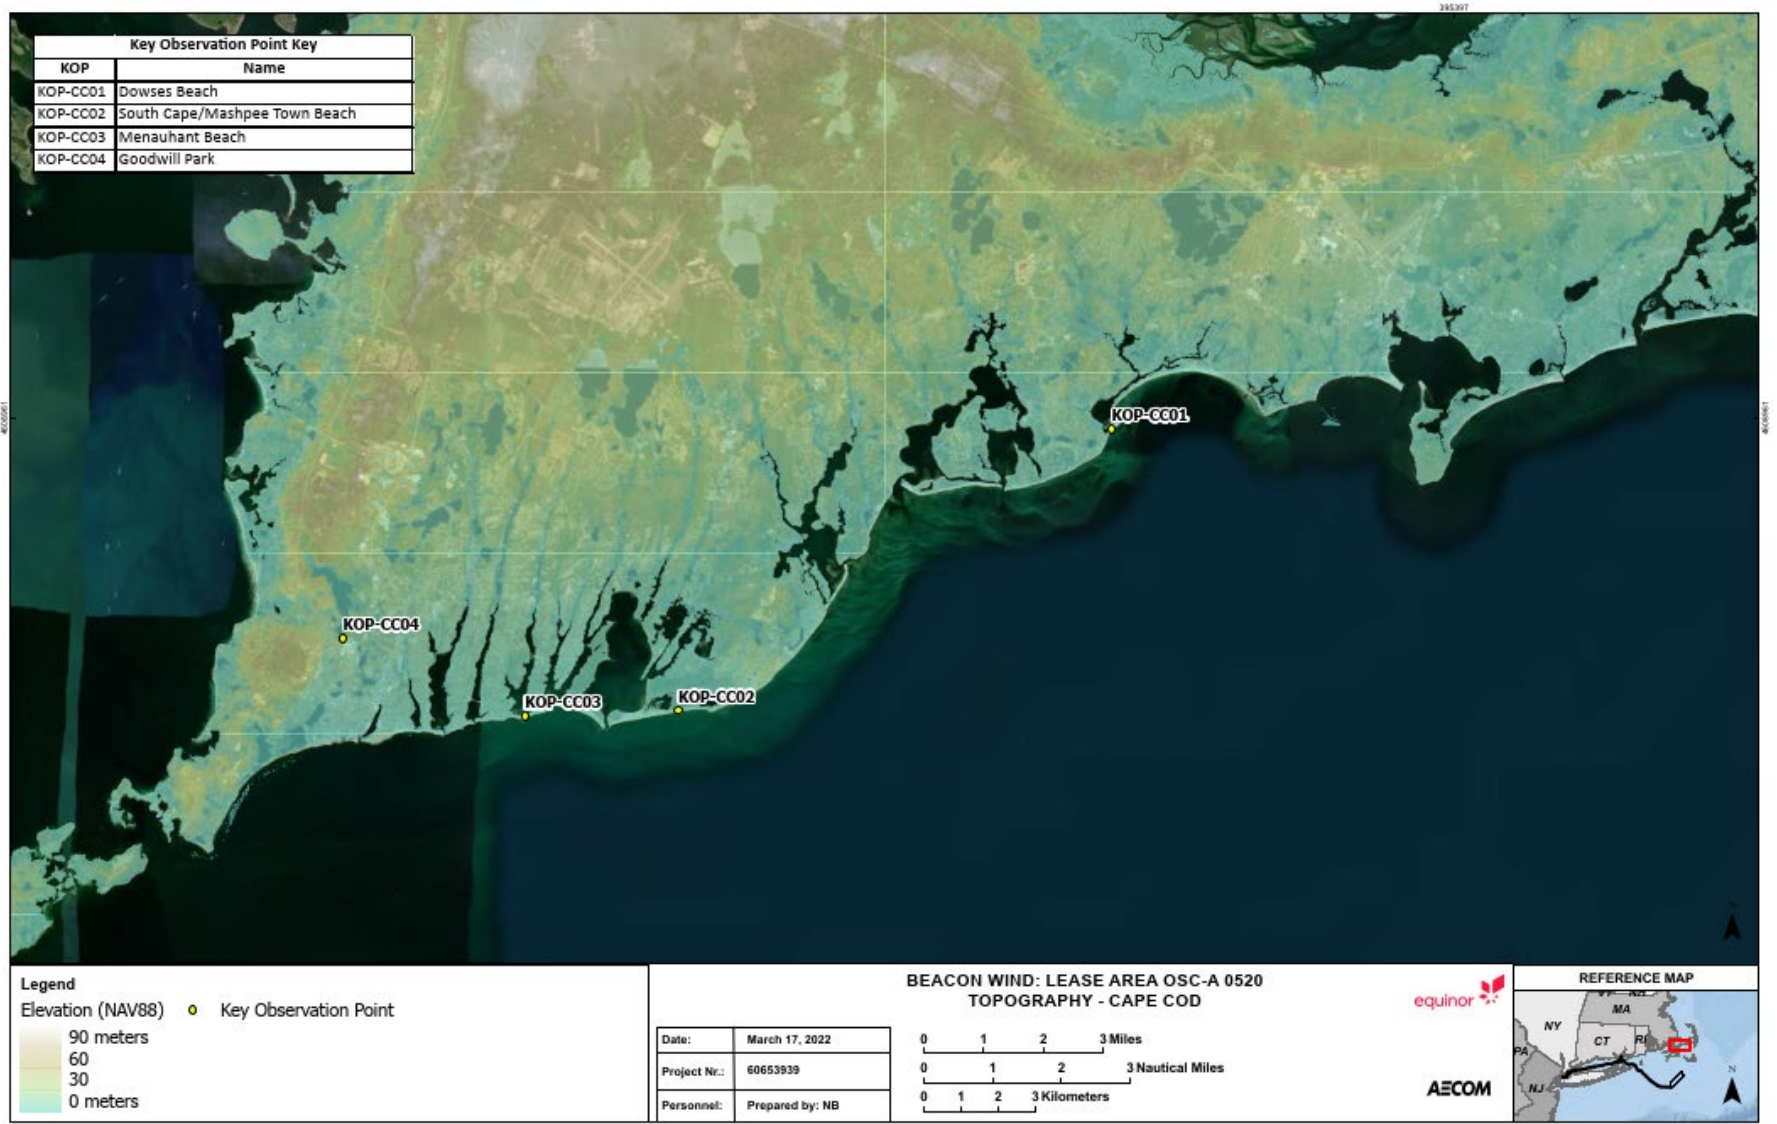 395397
Key Observation Point Key
KOP Name
KOP-CC01 Dowses Beach
KOP-CC02 South Cape/Mashpee Town Beach
KOP-CC03 Menauhant Beach
KOP-CC04 Goodwill Park
KOP-CC01
KOP-CC04
KOP-CC03
KOP-CC02
Legend
Elevation (NAV88) Key Observation Point
90 meters
60
30
0 meters
BEACON WIND: LEASE AREA OSC-A 0520
TOPOGRAPHY - CAPE COD
Date: March 17, 2022
Project Nr.: 60653939
Personnel: Prepared by: NB
0 1 2 3 Miles
0 1 2 3 Nautical Miles
0 1 2 3 Kilometers
equinor
AECOM
REFERENCE MAP
VT NH
MA
NY
CT RI
PA
NJ
N